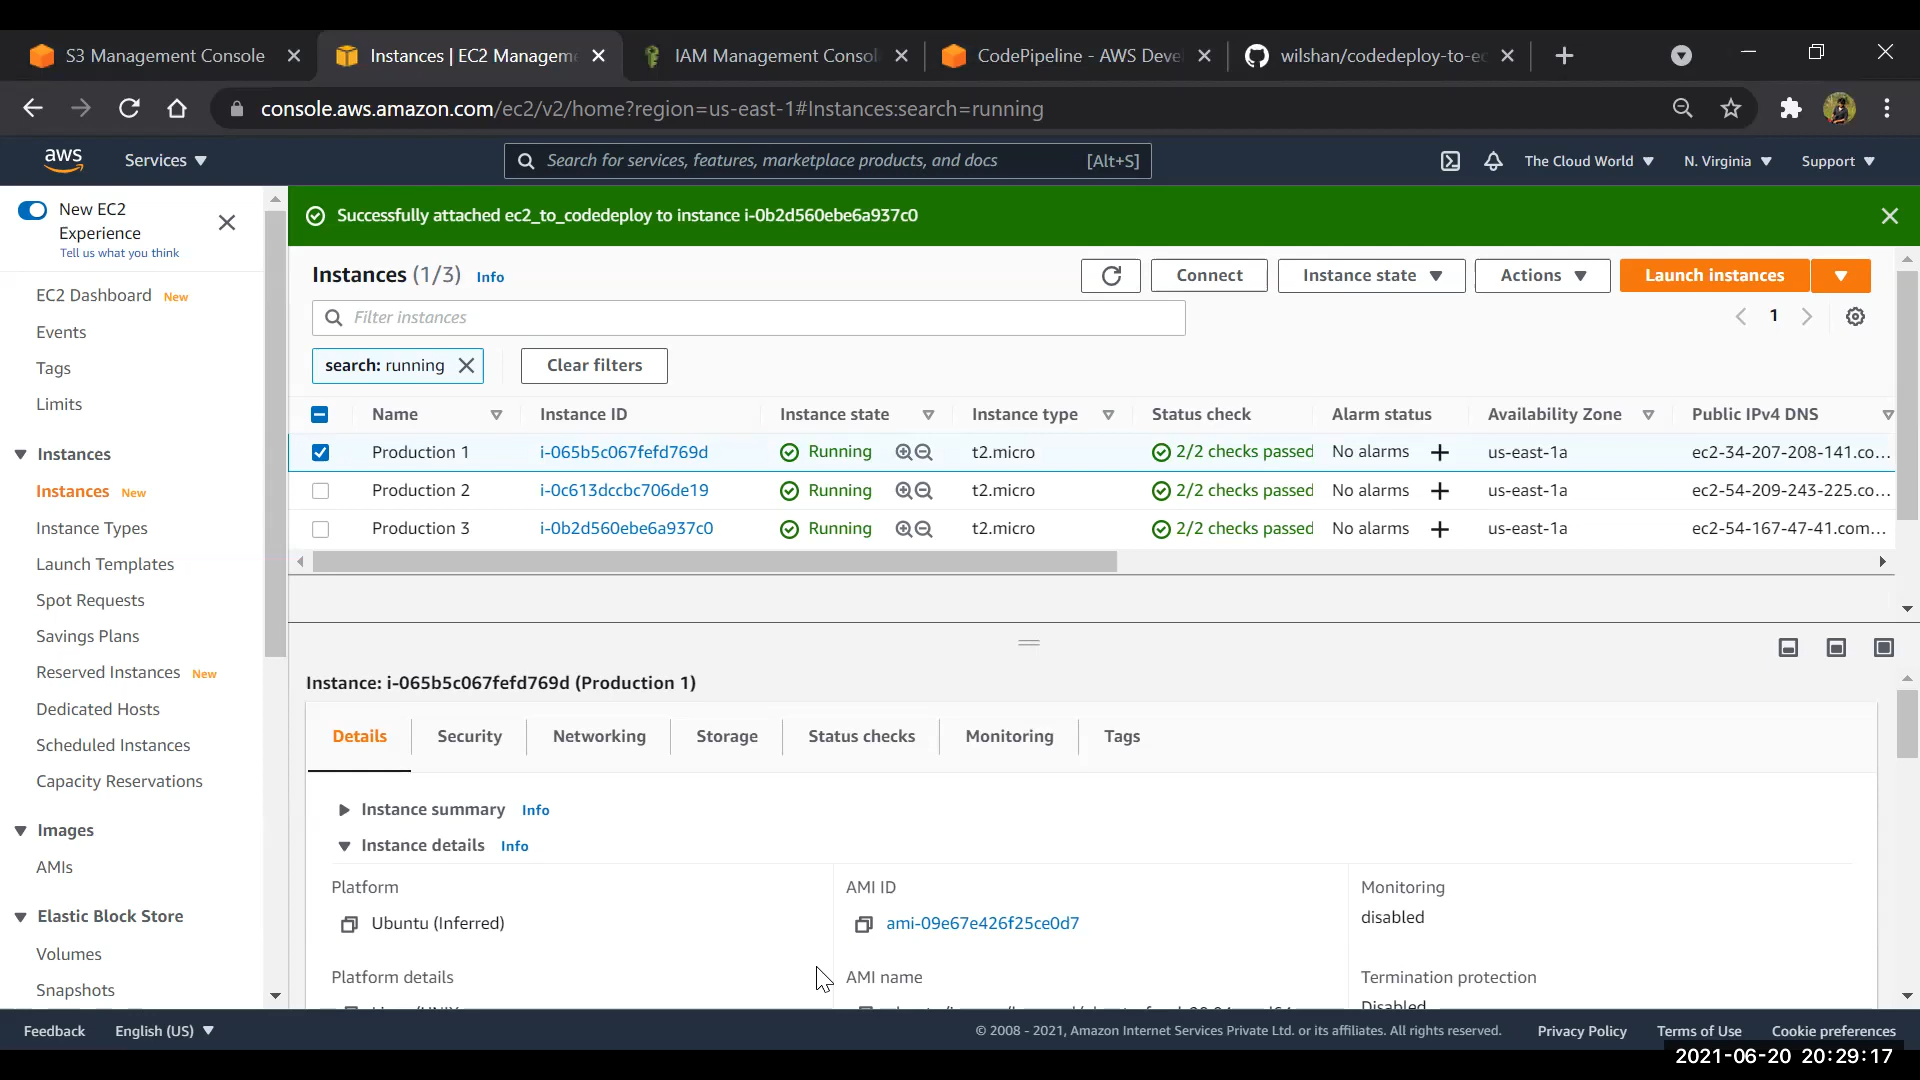 S3 Management Console
Instances | EC2 Managem
IAM Management Consol
CodePipeline - AWS Deve
wilshan/codedeploy-to-ec
console.aws.amazon.com/ec2/v2/home?region=us-east-1#Instances:search=running
aws
Services
Search for services, features, marketplace products, and docs
[Alt+S]
The Cloud World
N. Virginia
Support
New EC2
Experience
Tell us what you think
EC2 Dashboard New
Events
Tags
Limits
Instances
Instances New
Instance Types
Launch Templates
Spot Requests
Savings Plans
Reserved Instances New
Dedicated Hosts
Scheduled Instances
Capacity Reservations
Images
AMIs
Elastic Block Store
Volumes
Snapshots
Successfully attached ec2_to_codedeploy to instance i-0b2d560ebe6a937c0
Instances (1/3) Info
Connect
Instance state
Actions
Launch instances
Filter instances
1
search: running
Clear filters
Name Instance ID Instance state Instance type Status check Alarm status Availability Zone Public IPv4 DNS
Production 1 i-065b5c067fefd769d Running t2.micro 2/2 checks passed No alarms us-east-1a ec2-34-207-208-141.co...
Production 2 i-0c613dccbc706de19 Running t2.micro 2/2 checks passed No alarms us-east-1a ec2-54-209-243-225.co...
Production 3 i-0b2d560ebe6a937c0 Running t2.micro 2/2 checks passed No alarms us-east-1a ec2-54-167-47-41.com...
Instance: i-065b5c067fefd769d (Production 1)
Details
Security
Networking
Storage
Status checks
Monitoring
Tags
Instance summary Info
Instance details Info
Platform
Ubuntu (Inferred)
AMI ID
ami-09e67e426f25ce0d7
Monitoring
disabled
Platform details
AMI name
Termination protection
Disabled
Feedback
English (US)
© 2008 - 2021, Amazon Internet Services Private Ltd. or its affiliates. All rights reserved.
Privacy Policy
Terms of Use
Cookie preferences
2021-06-20 20:29:17